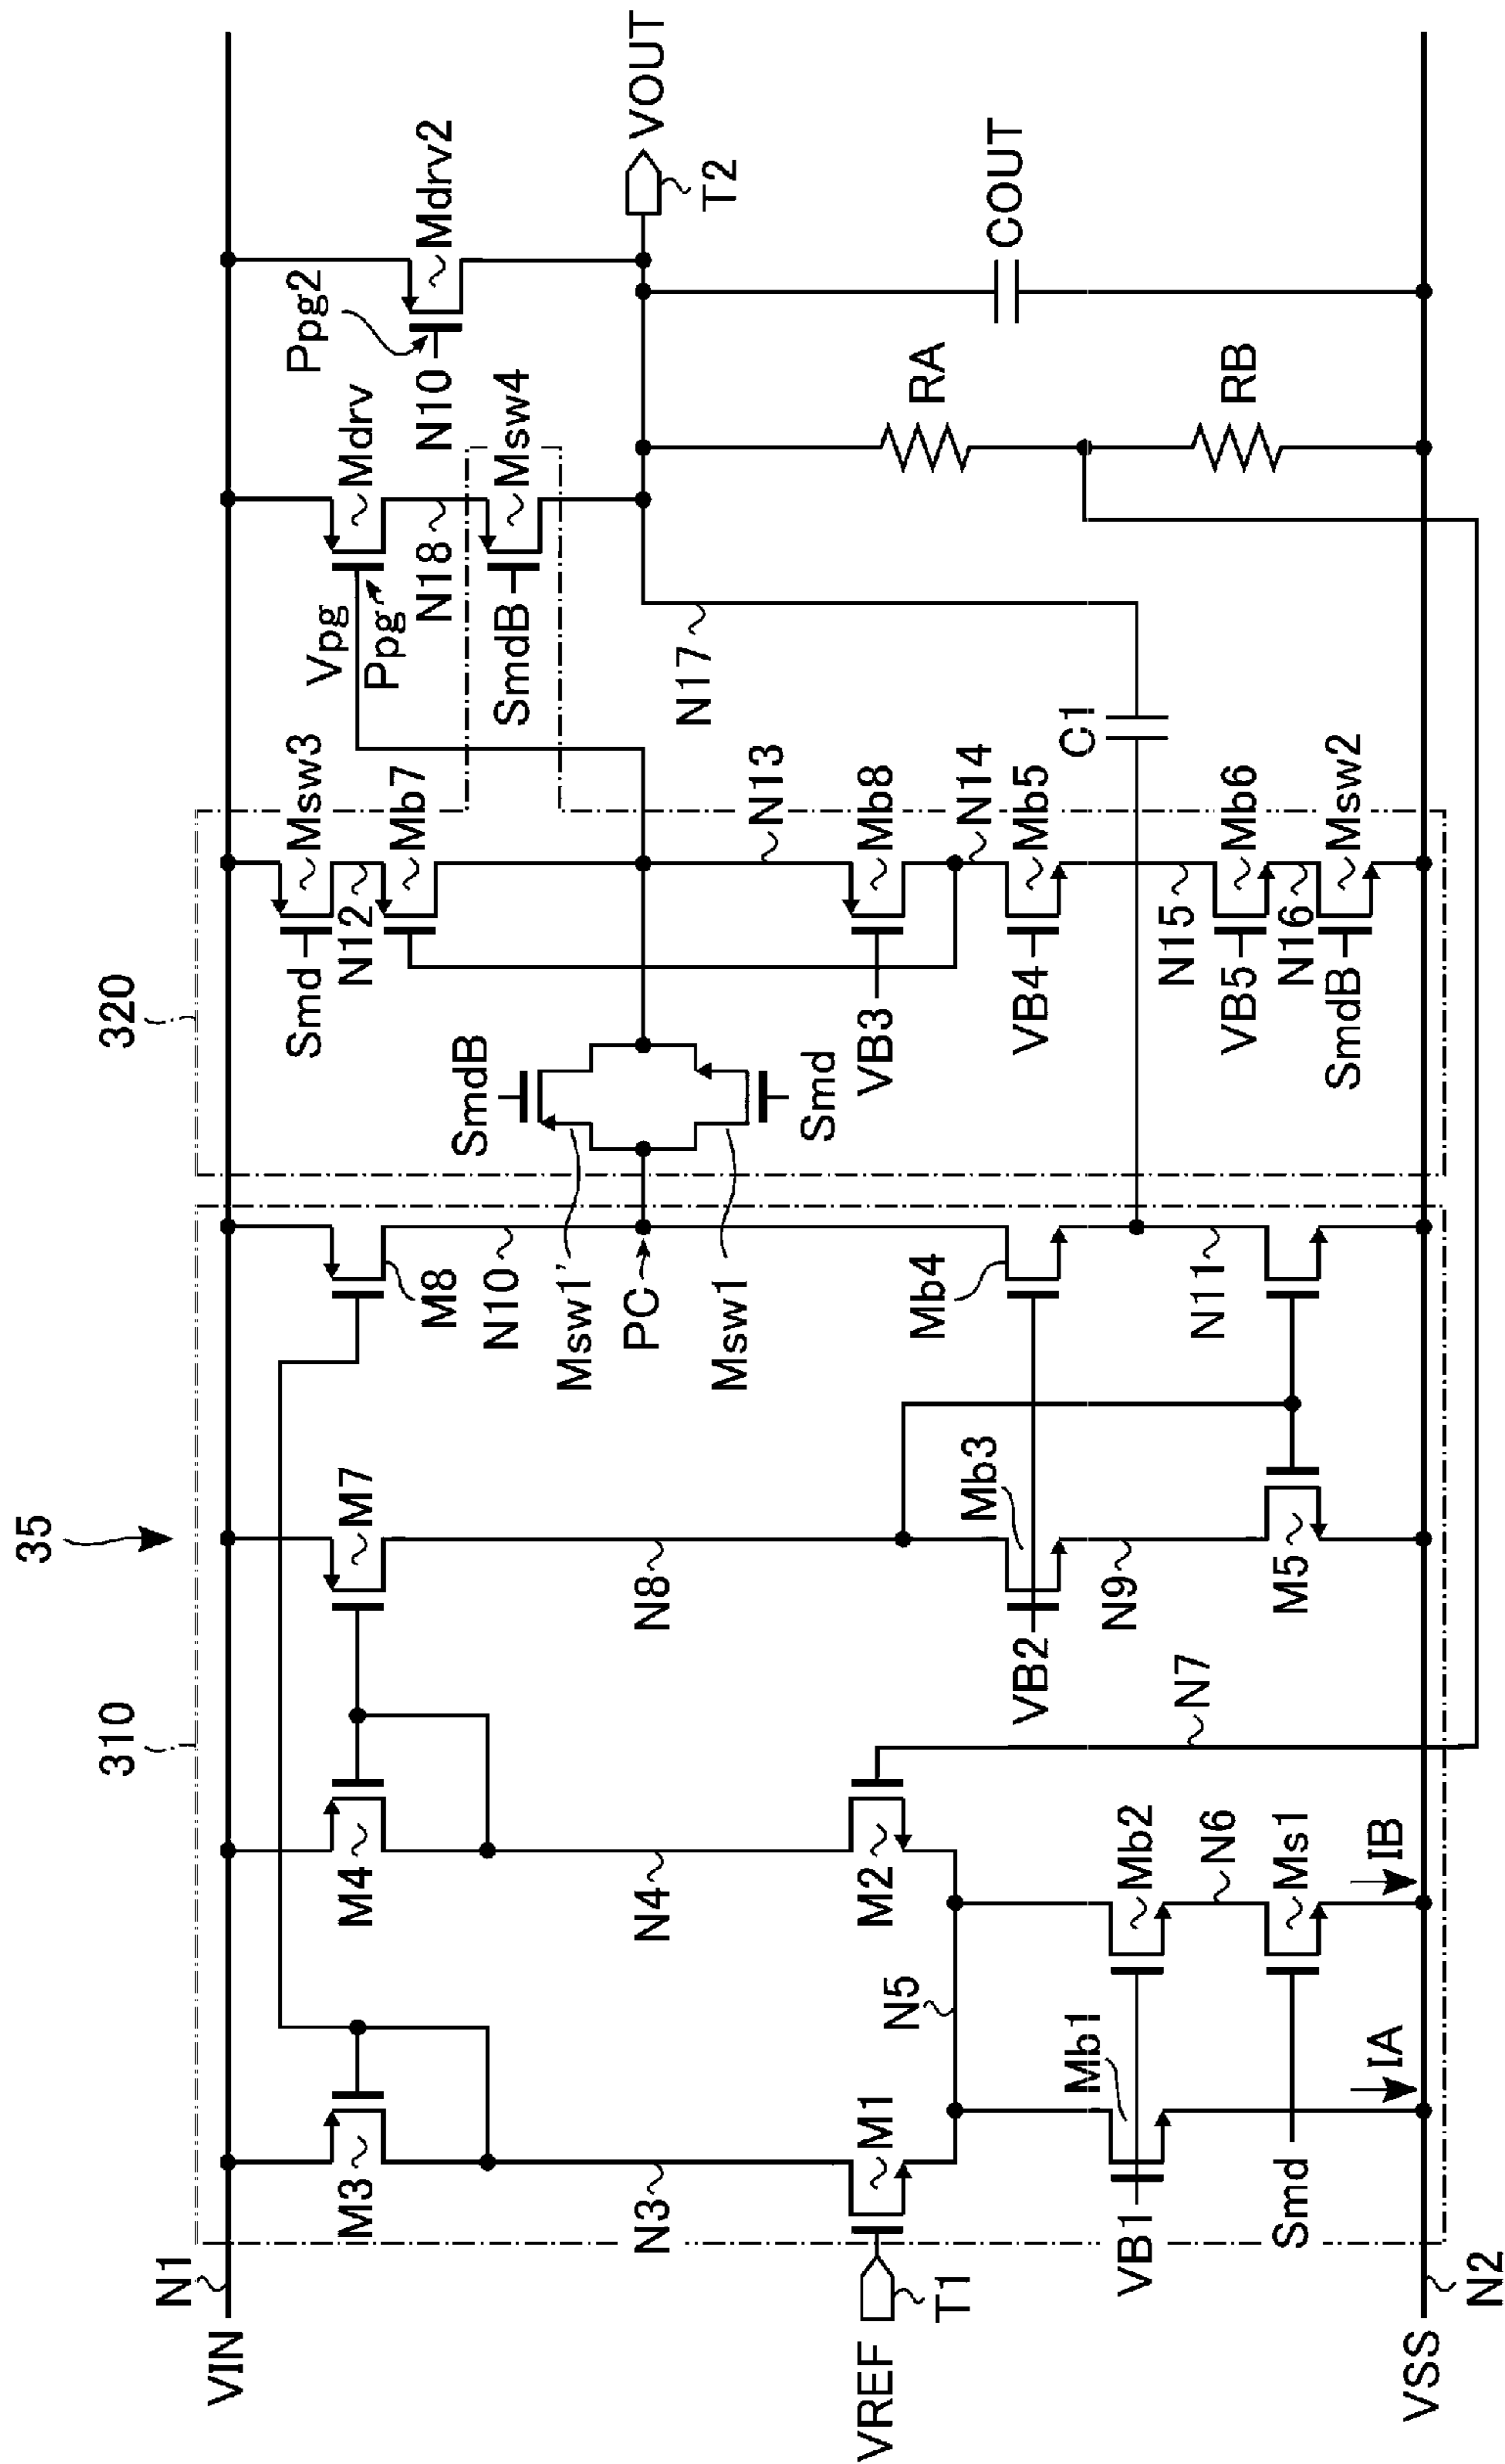 35
310
320
VIN
N1
M3
M4
M7
M8
Msw3
Smd
N12
Mb7
Vpg
Ppg
Mdrv
N18
Msw4
SmdB
Ppg2
N10
Mdrv2
N3
N4
N8
N10
Msw1'
PC
Msw1
SmdB
Smd
N13
N17
VOUT
T2
VREF
T1
M1
M2
N5
N7
VB2
Mb3
Mb4
VB3
Mb8
N14
VB4
Mb5
C1
RA
COUT
VB1
Mb1
Mb2
N6
N9
N11
N15
VB5
Mb6
N16
RB
Smd
Ms1
M5
SmdB
Msw2
IA
IB
VSS
N2